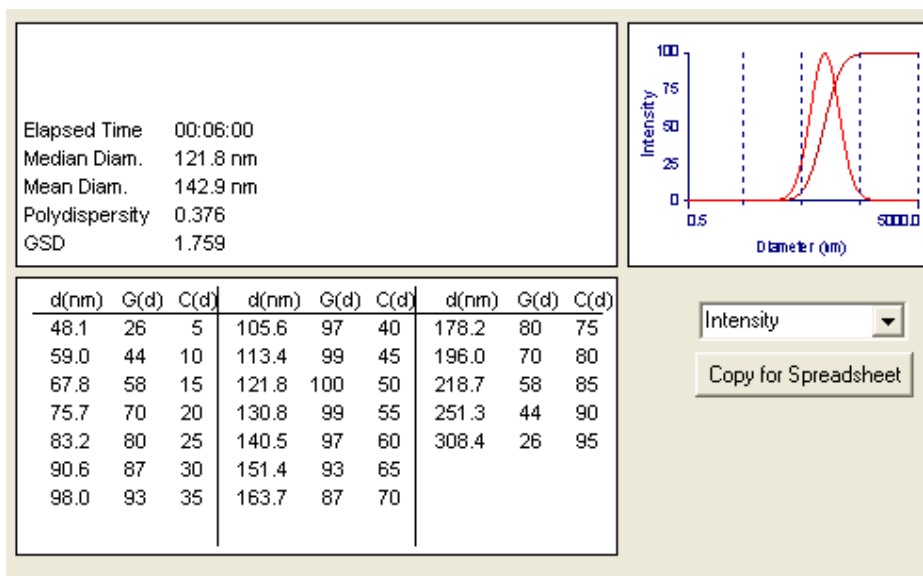 Elapsed Time 00:06:00
Median Diam. 121.8 nm
Mean Diam. 142.9 nm
Polydispersity 0.376
GSD 1.759
100
75
50
25
0
Intensity
0.5 5000.0
Diameter (nm)
d(nm) G(d) C(d) d(nm) G(d) C(d) d(nm) G(d) C(d)
48.1 26 5 105.6 97 40 178.2 80 75
59.0 44 10 113.4 99 45 196.0 70 80
67.8 58 15 121.8 100 50 218.7 58 85
75.7 70 20 130.8 99 55 251.3 44 90
83.2 80 25 140.5 97 60 308.4 26 95
90.6 87 30 151.4 93 65
98.0 93 35 163.7 87 70
Intensity
Copy for Spreadsheet